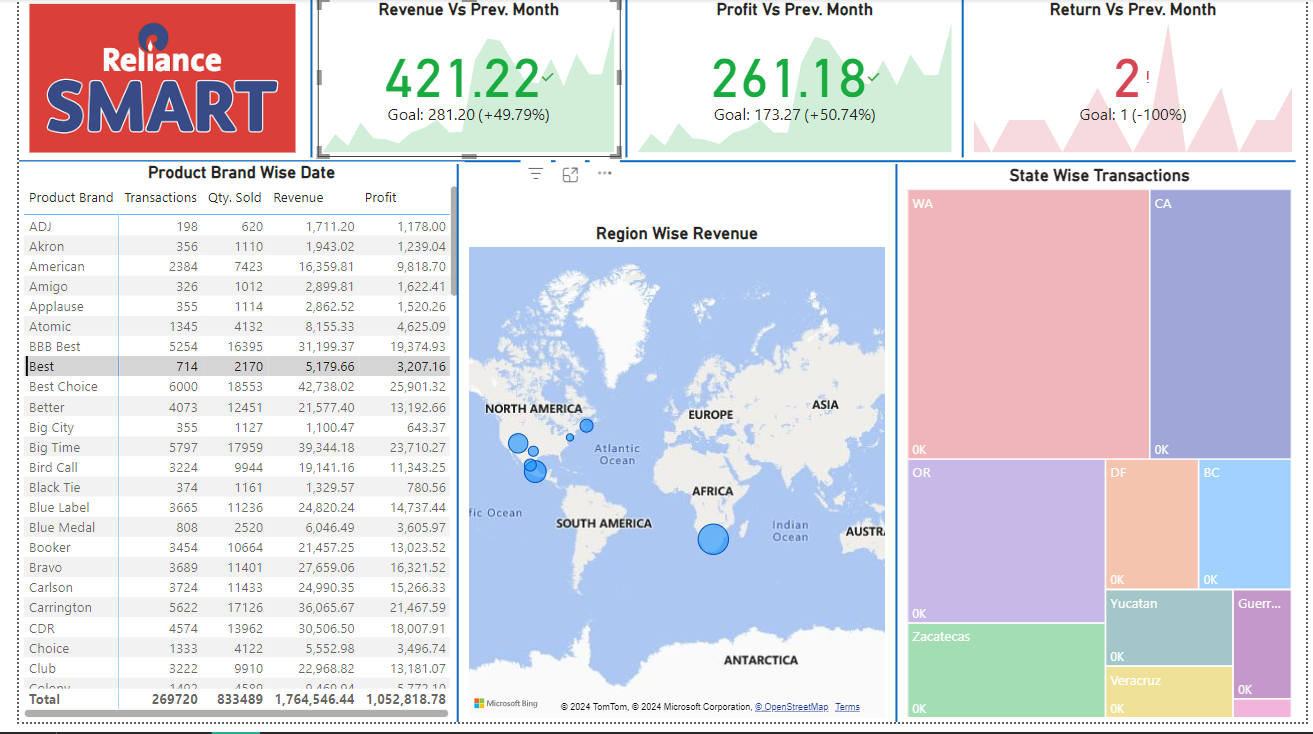 Reliance
SMART
Revenue Vs Prev. Month
421.22
Goal: 281.20 (+49.79%)
Profit Vs Prev. Month
261.18
Goal: 173.27 (+50.74%)
Return Vs Prev. Month
2!
Goal: 1 (-100%)
Product Brand Wise Date
Product Brand Transactions Qty. Sold Revenue Profit
ADJ 198 620 1,711.20 1,178.00
Akron 356 1110 1,943.02 1,239.04
American 2384 7423 16,359.81 9,818.70
Amigo 326 1012 2,899.81 1,622.41
Applause 355 1114 2,862.52 1,520.26
Atomic 1345 4132 8,155.33 4,625.09
BBB Best 5254 16395 31,199.37 19,374.93
Best 714 2170 5,179.66 3,207.16
Best Choice 6000 18553 42,738.02 25,901.32
Better 4073 12451 21,577.40 13,192.66
Big City 355 1127 1,100.47 643.37
Big Time 5797 17959 39,344.18 23,710.27
Bird Call 3224 9944 19,141.16 11,343.25
Black Tie 374 1161 1,329.57 780.56
Blue Label 3665 11236 24,820.24 14,737.44
Blue Medal 808 2520 6,046.49 3,605.97
Booker 3454 10664 21,457.25 13,023.52
Bravo 3689 11401 27,659.06 16,321.52
Carlson 3724 11433 24,990.35 15,266.33
Carrington 5622 17126 36,065.67 21,467.59
CDR 4574 13962 30,506.50 18,007.91
Choice 1333 4122 5,552.98 3,496.74
Club 3222 9910 22,968.82 13,181.07
Colony 1492 4589 9,469.94 5,772.10
Total 269720 833489 1,764,546.44 1,052,818.78
Region Wise Revenue
NORTH AMERICA
EUROPE
ASIA
Atlantic
Ocean
AFRICA
fic Ocean
SOUTH AMERICA
Indian
Ocean
AUSTR
ANTARCTICA
Microsoft Bing
© 2024 TomTom, © 2024 Microsoft Corporation, © OpenStreetMap Terms
State Wise Transactions
WA
0K
CA
0K
OR
0K
DF
0K
BC
0K
Zacatecas
0K
Yucatan
0K
Guerr...
0K
Veracruz
0K